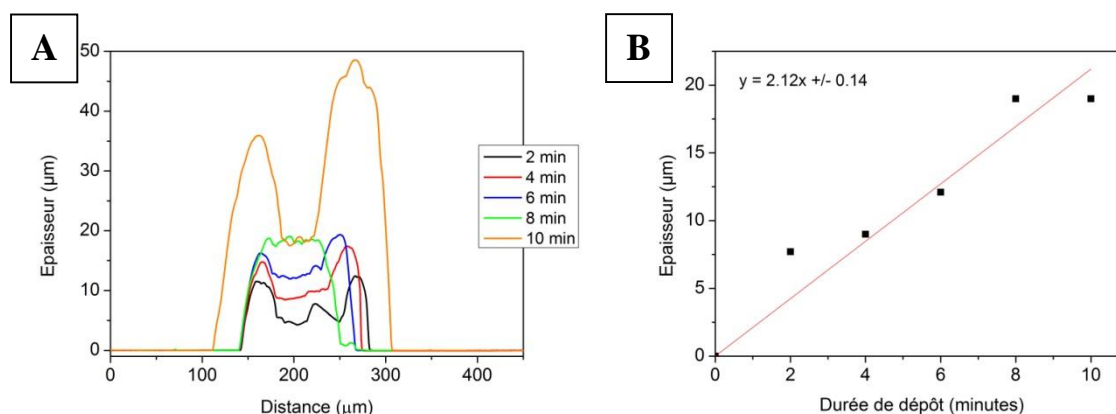 A
50
40
30
20
10
0
0
100
200
300
400
Epaisseur (µm)
Distance (µm)
2 min
4 min
6 min
8 min
10 min
B
y = 2.12x +/- 0.14
20
15
10
5
0
0
2
4
6
8
10
Epaisseur (µm)
Durée de dépôt (minutes)